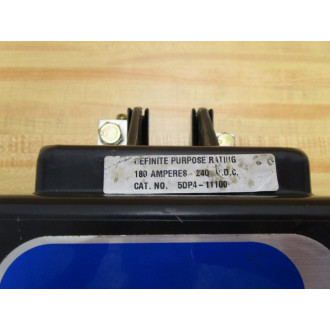 DEFINITE PURPOSE RATING
180 AMPERES - 240 V.D.C.
CAT. NO. 5DP4-11100